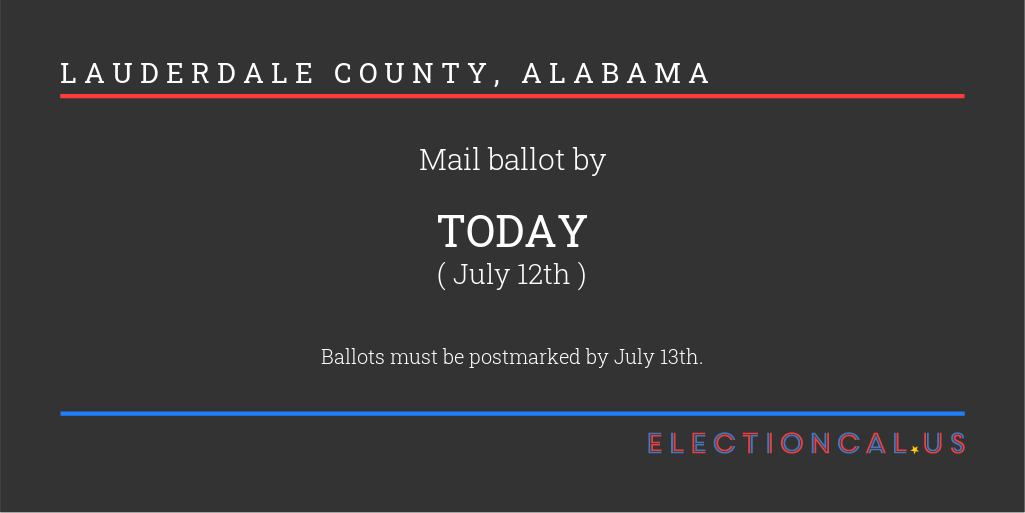 LAUDERDALE COUNTY, ALABAMA
Mail ballot by
TODAY
( July 12th )
Ballots must be postmarked by July 13th.
ELECTIONCAL.US